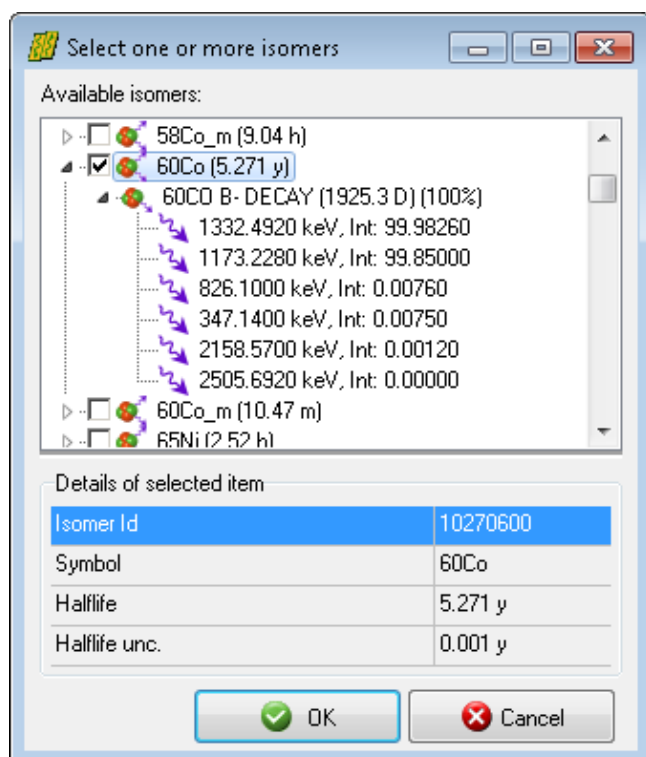 Select one or more isomers
Available isomers:
58Co_m (9.04 h)
60Co (5.271 y)
60CO B- DECAY (1925.3 D) (100%)
1332.4920 keV, Int: 99.98260
1173.2280 keV, Int: 99.85000
826.1000 keV, Int: 0.00760
347.1400 keV, Int: 0.00750
2158.5700 keV, Int: 0.00120
2505.6920 keV, Int: 0.00000
60Co_m (10.47 m)
65Ni (2.52 h)
Details of selected item
Isomer Id 10270600
Symbol 60Co
Halflife 5.271 y
Halflife unc. 0.001 y
OK Cancel